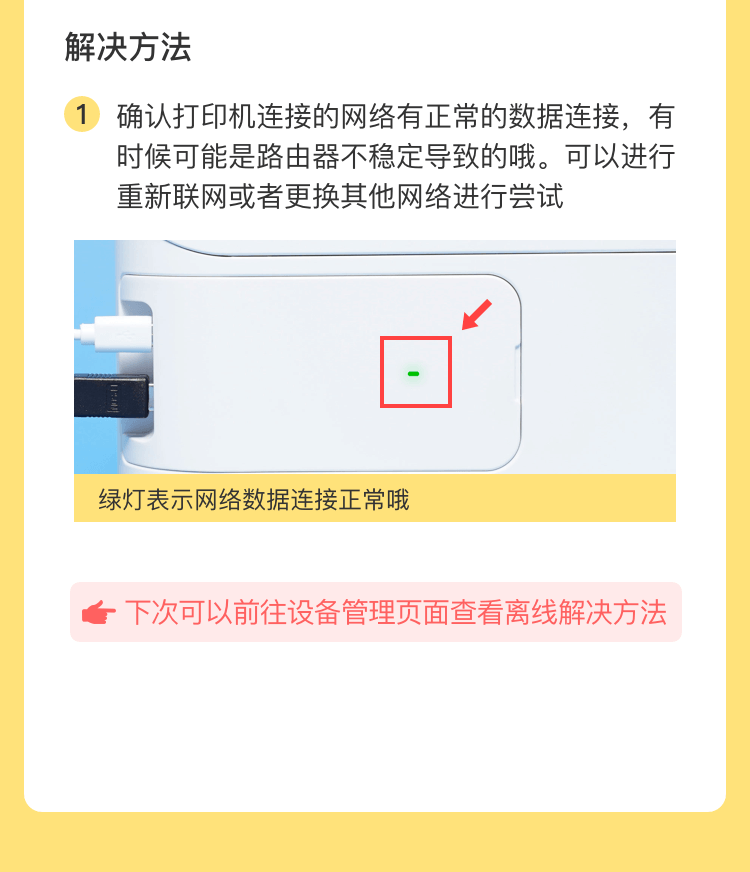 解决方法
1
确认打印机连接的网络有正常的数据连接，有
时候可能是路由器不稳定导致的哦。可以进行
重新联网或者更换其他网络进行尝试
绿灯表示网络数据连接正常哦
下次可以前往设备管理页面查看离线解决方法